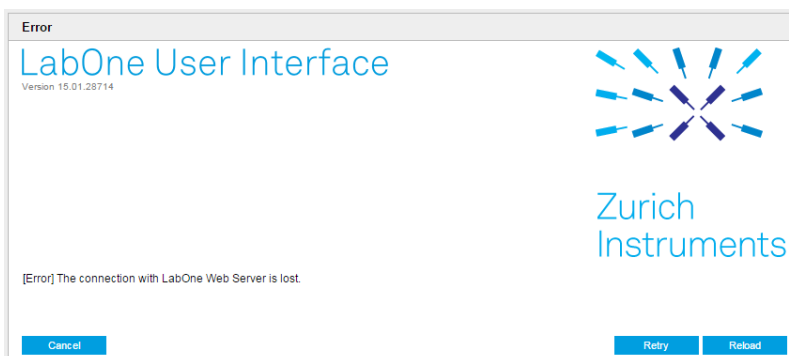 Error
LabOne User Interface
Version 15.01.28714
Zurich
Instruments
[Error] The connection with LabOne Web Server is lost.
Cancel
Retry
Reload